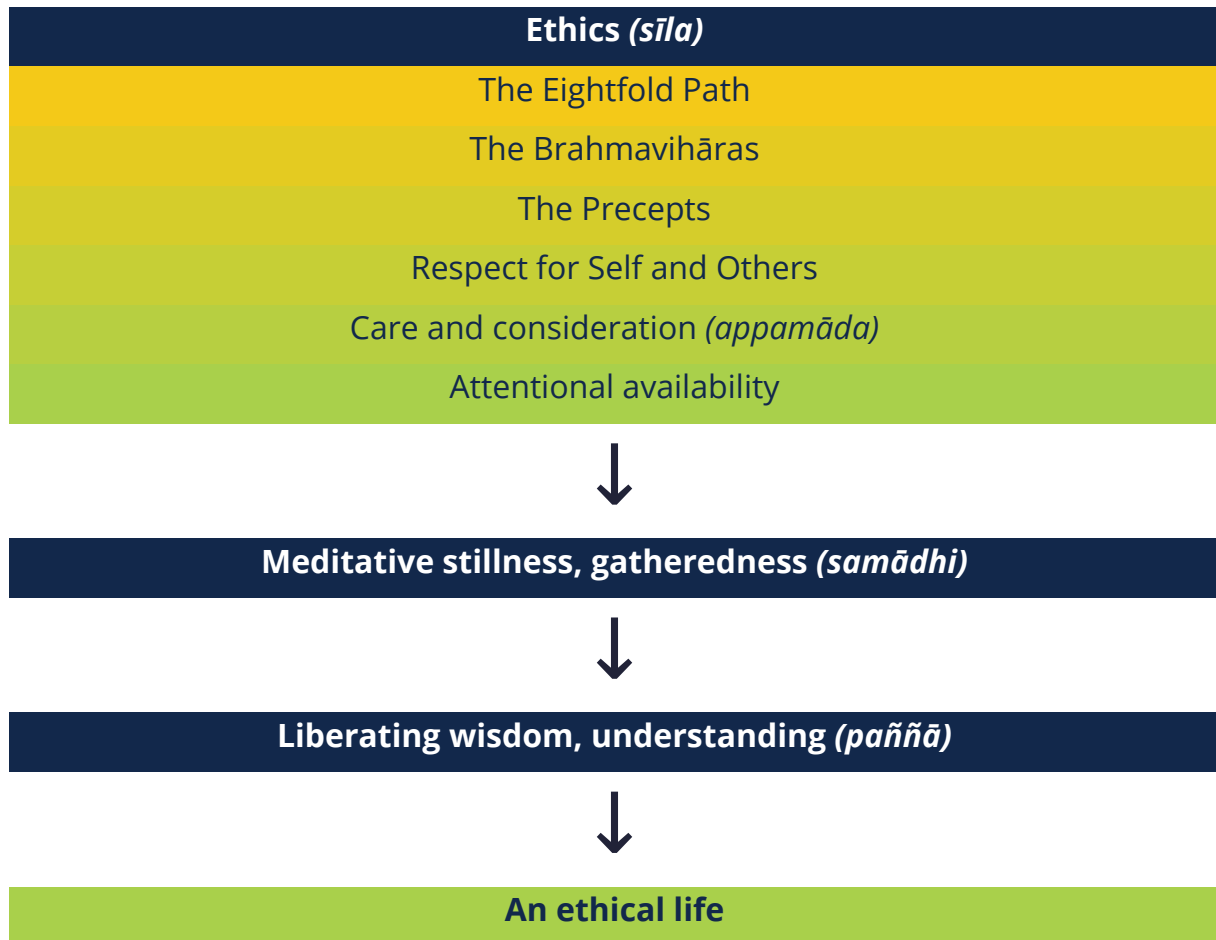 Ethics (sīla)
The Eightfold Path
The Brahmavihāras
The Precepts
Respect for Self and Others
Care and consideration (appamāda)
Attentional availability
Meditative stillness, gatheredness (samādhi)
Liberating wisdom, understanding (paññā)
An ethical life